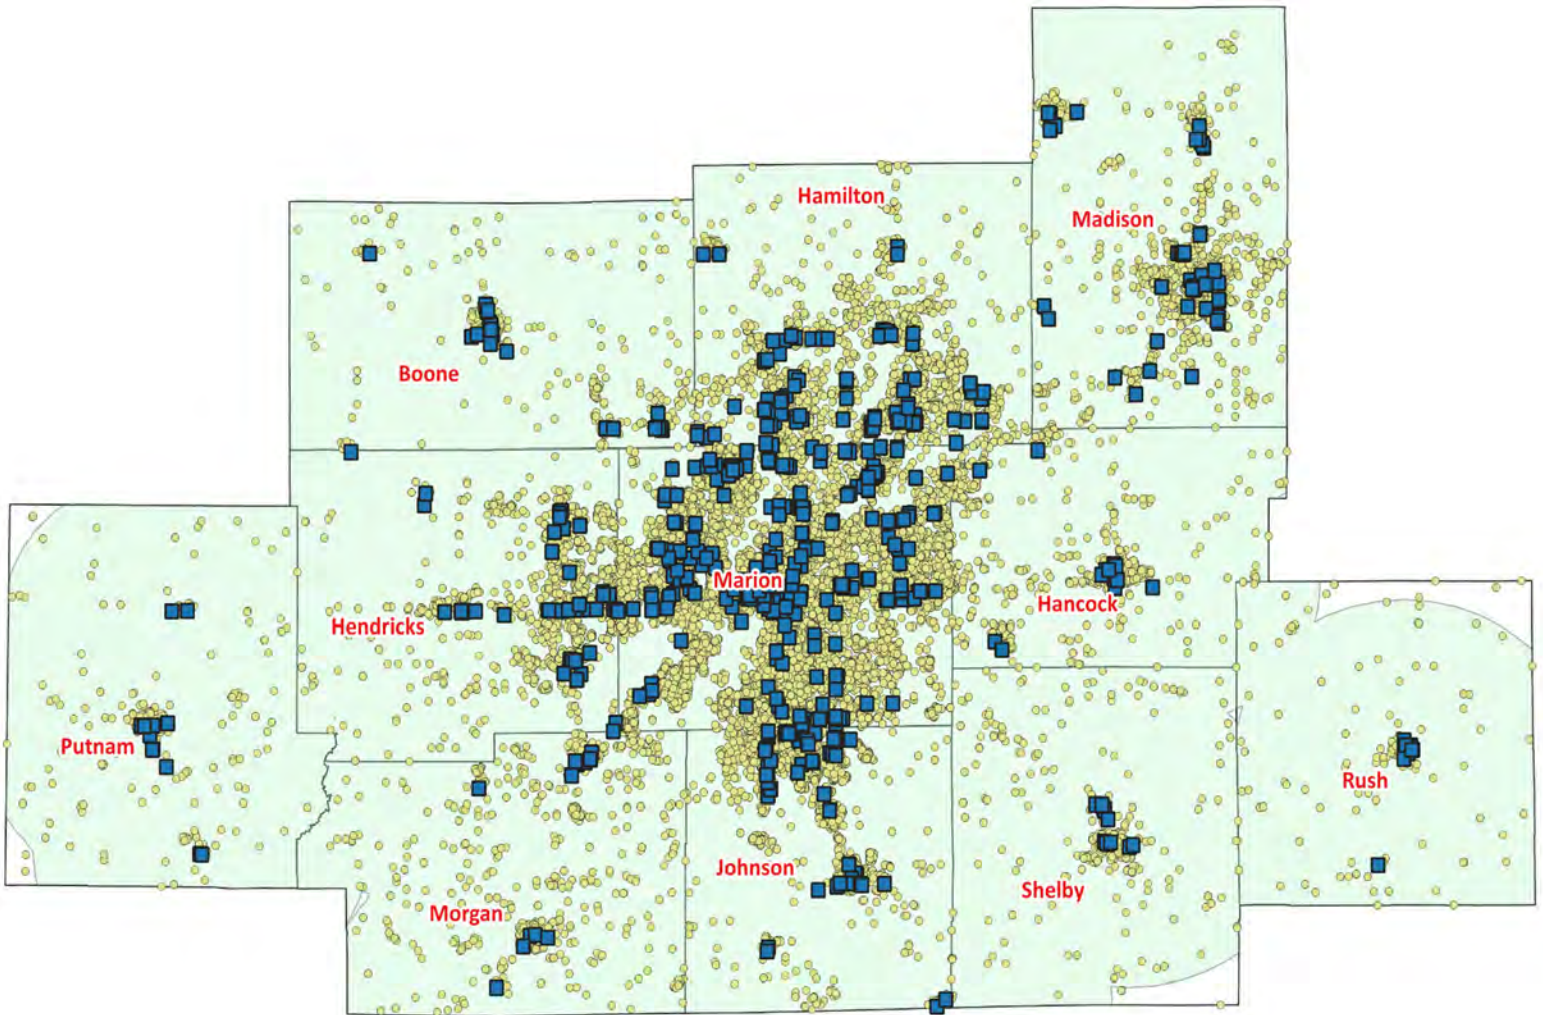 Hamilton
Madison
Boone
Marion
Hancock
Hendricks
Putnam
Rush
Johnson
Shelby
Morgan